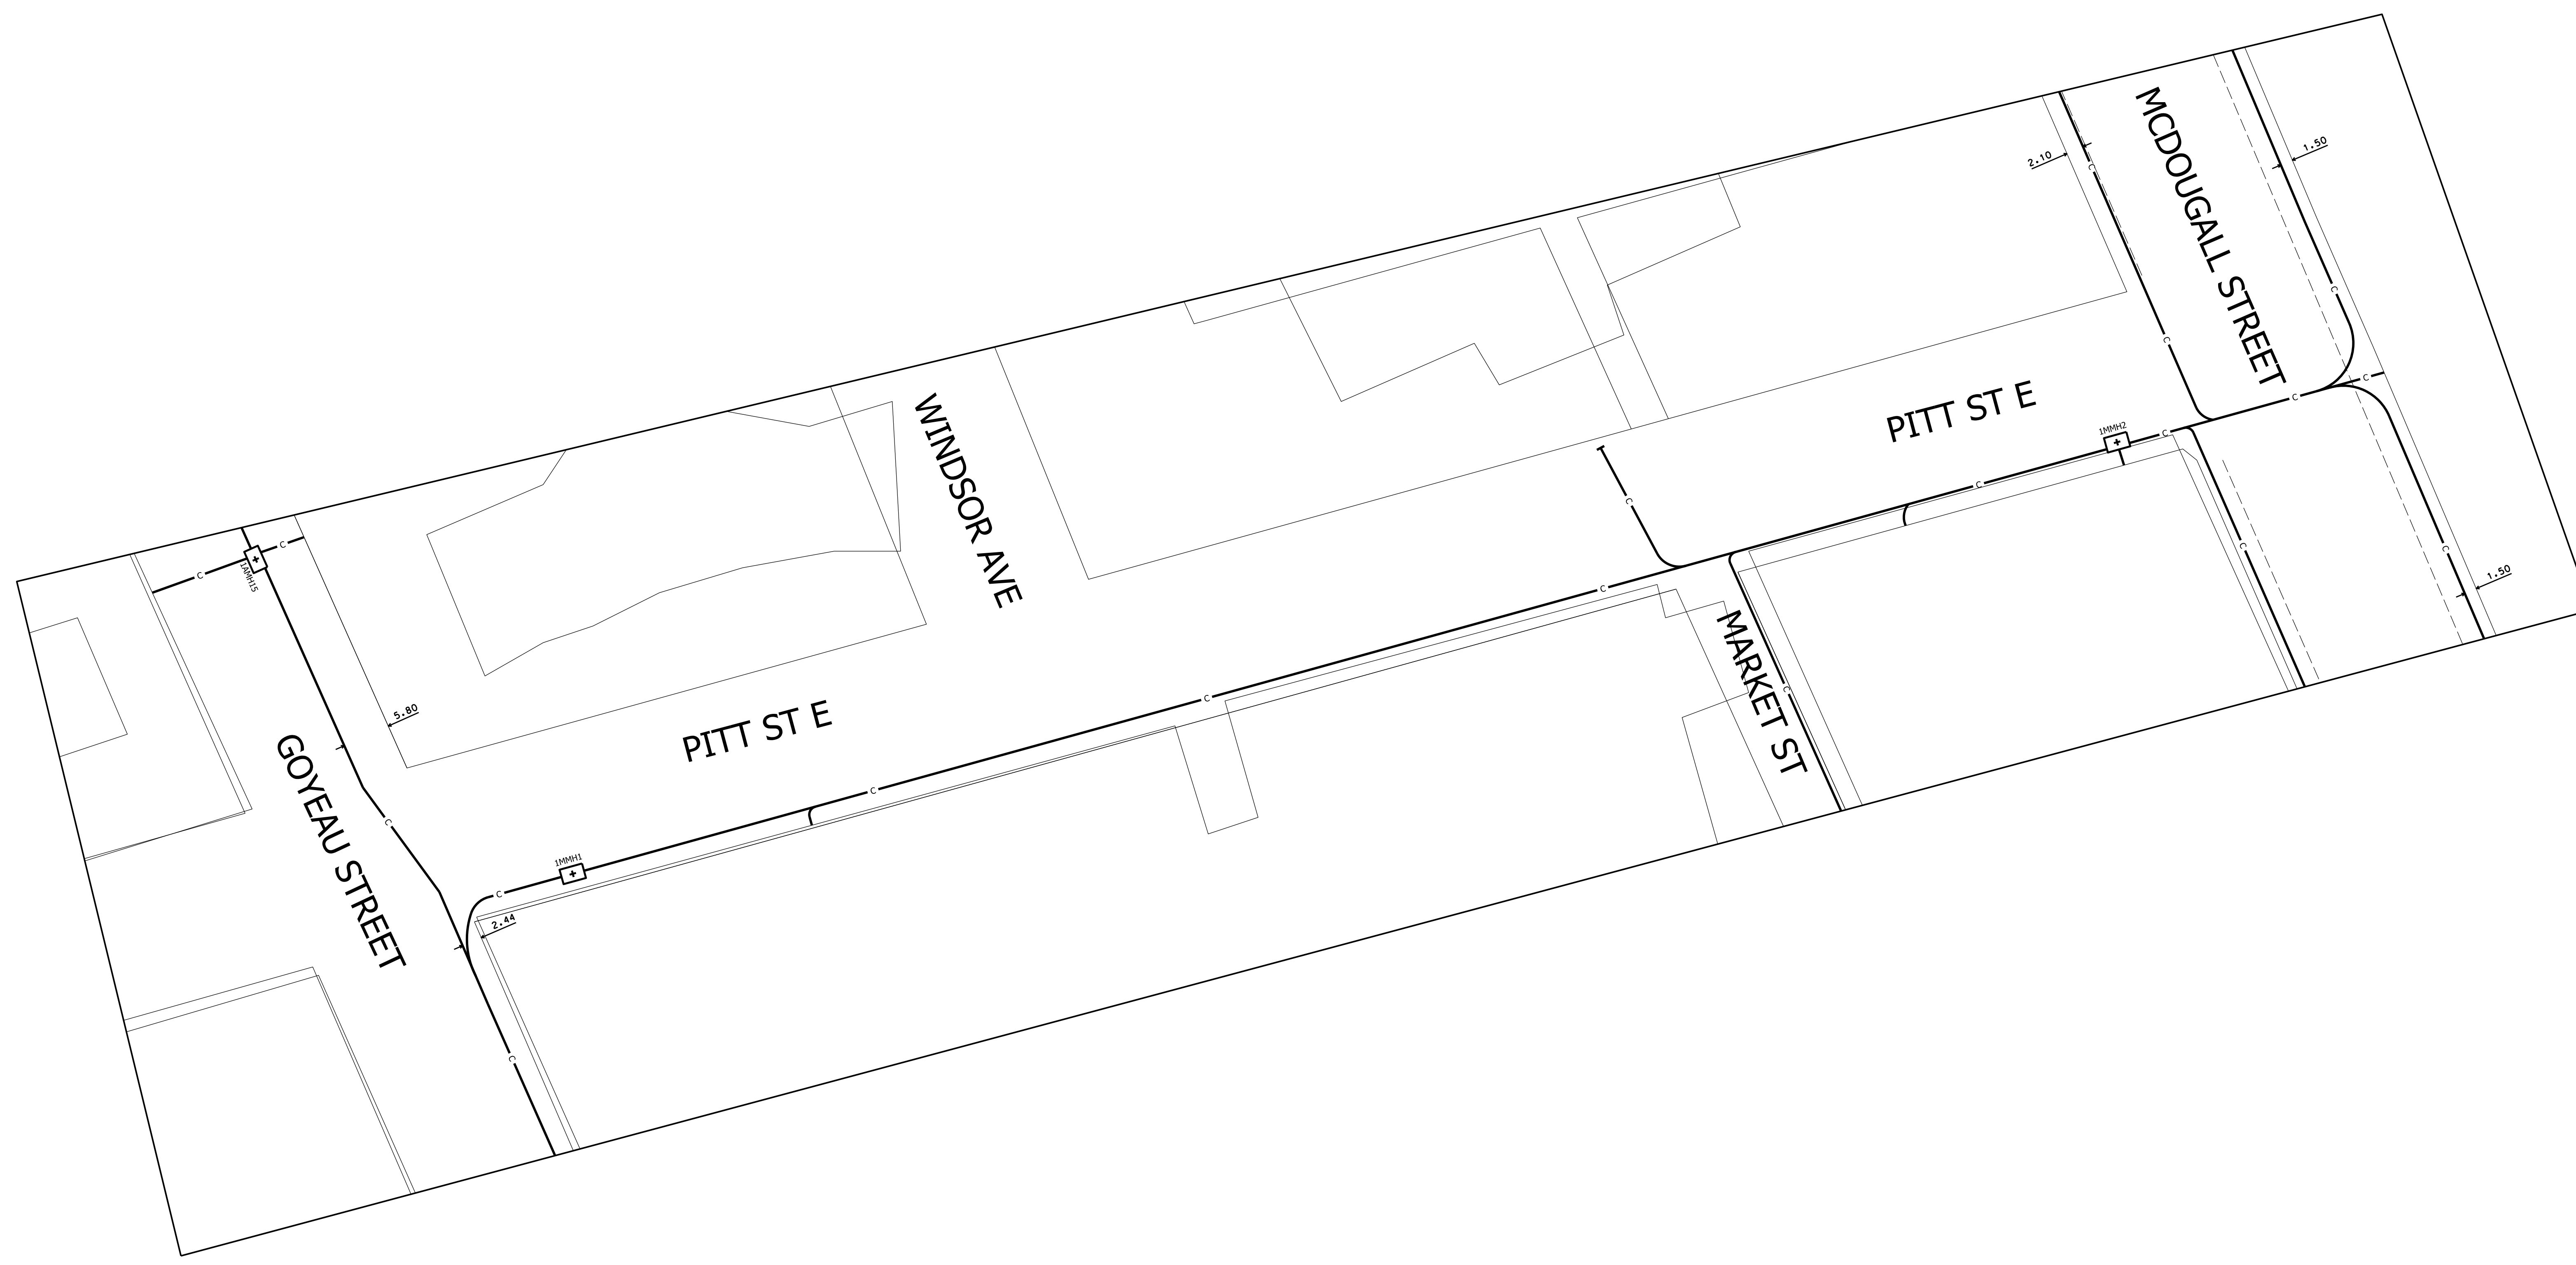 MCDOUGALL STREET
1.50
2.10
C
C
C
C
C
PITT ST E
1MMH2
C
C
C
C
C
1.50
WINDSOR AVE
C
C
C
1AMH15
C
MARKET ST
C
5.80
PITT ST E
C
GOYEAU STREET
C
C
1MMH1
C
2.44
C